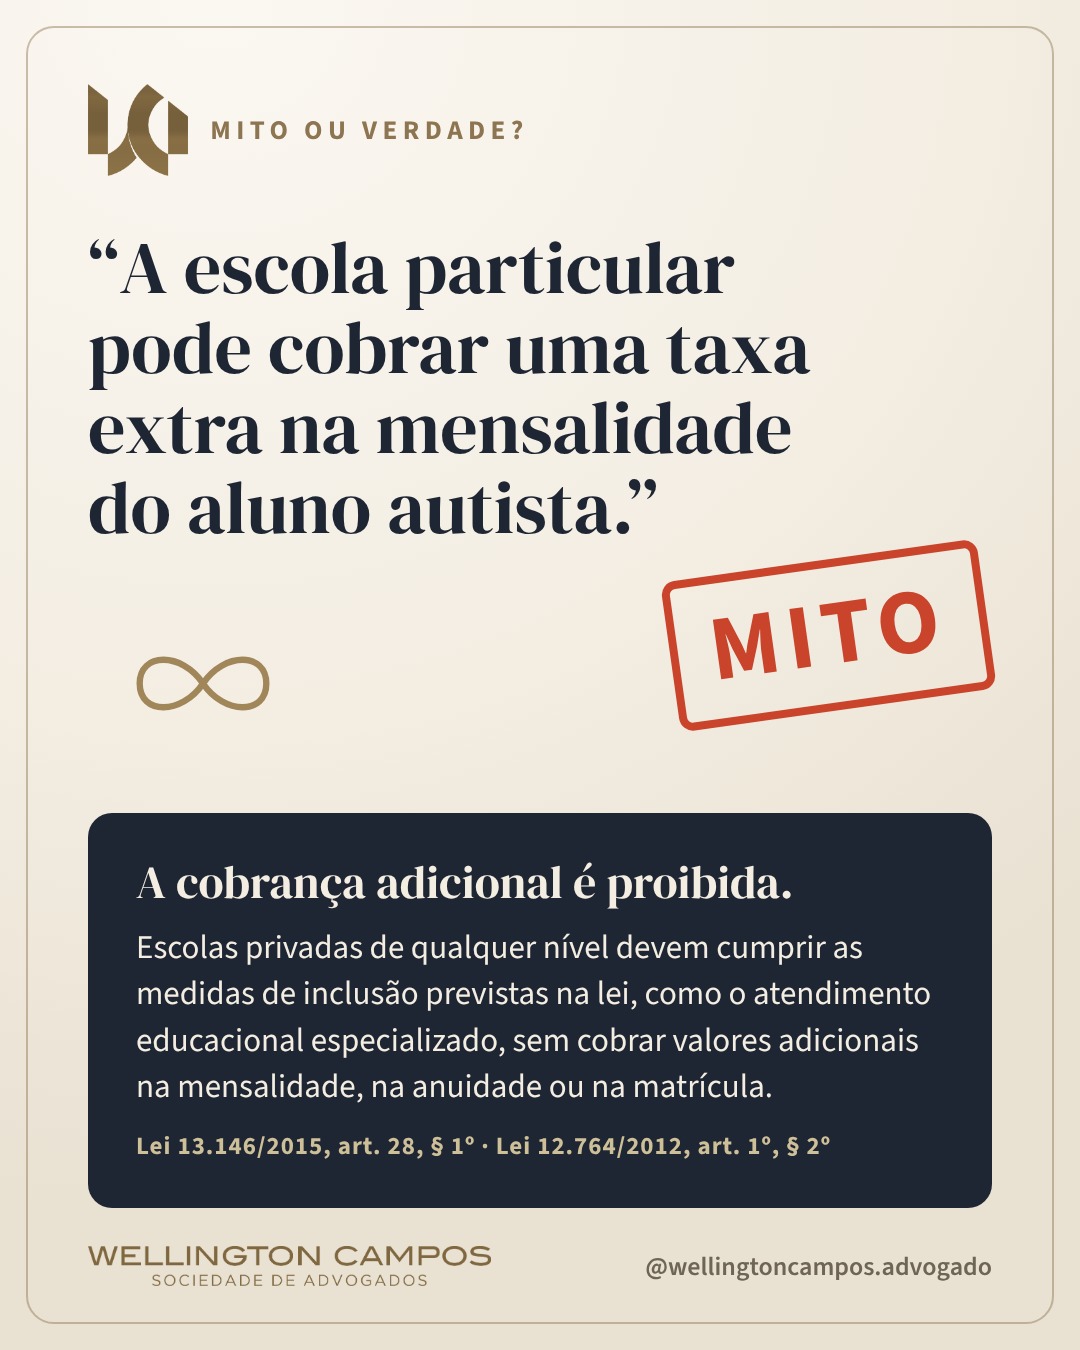 MITO OU VERDADE?
“A escola particular
pode cobrar uma taxa
extra na mensalidade
do aluno autista.”
MITO
A cobrança adicional é proibida.
Escolas privadas de qualquer nível devem cumprir as
medidas de inclusão previstas na lei, como o atendimento
educacional especializado, sem cobrar valores adicionais
na mensalidade, na anuidade ou na matrícula.
Lei 13.146/2015, art. 28, § 1º · Lei 12.764/2012, art. 1º, § 2º
WELLINGTON CAMPOS
SOCIEDADE DE ADVOGADOS
@wellingtoncampos.advogado